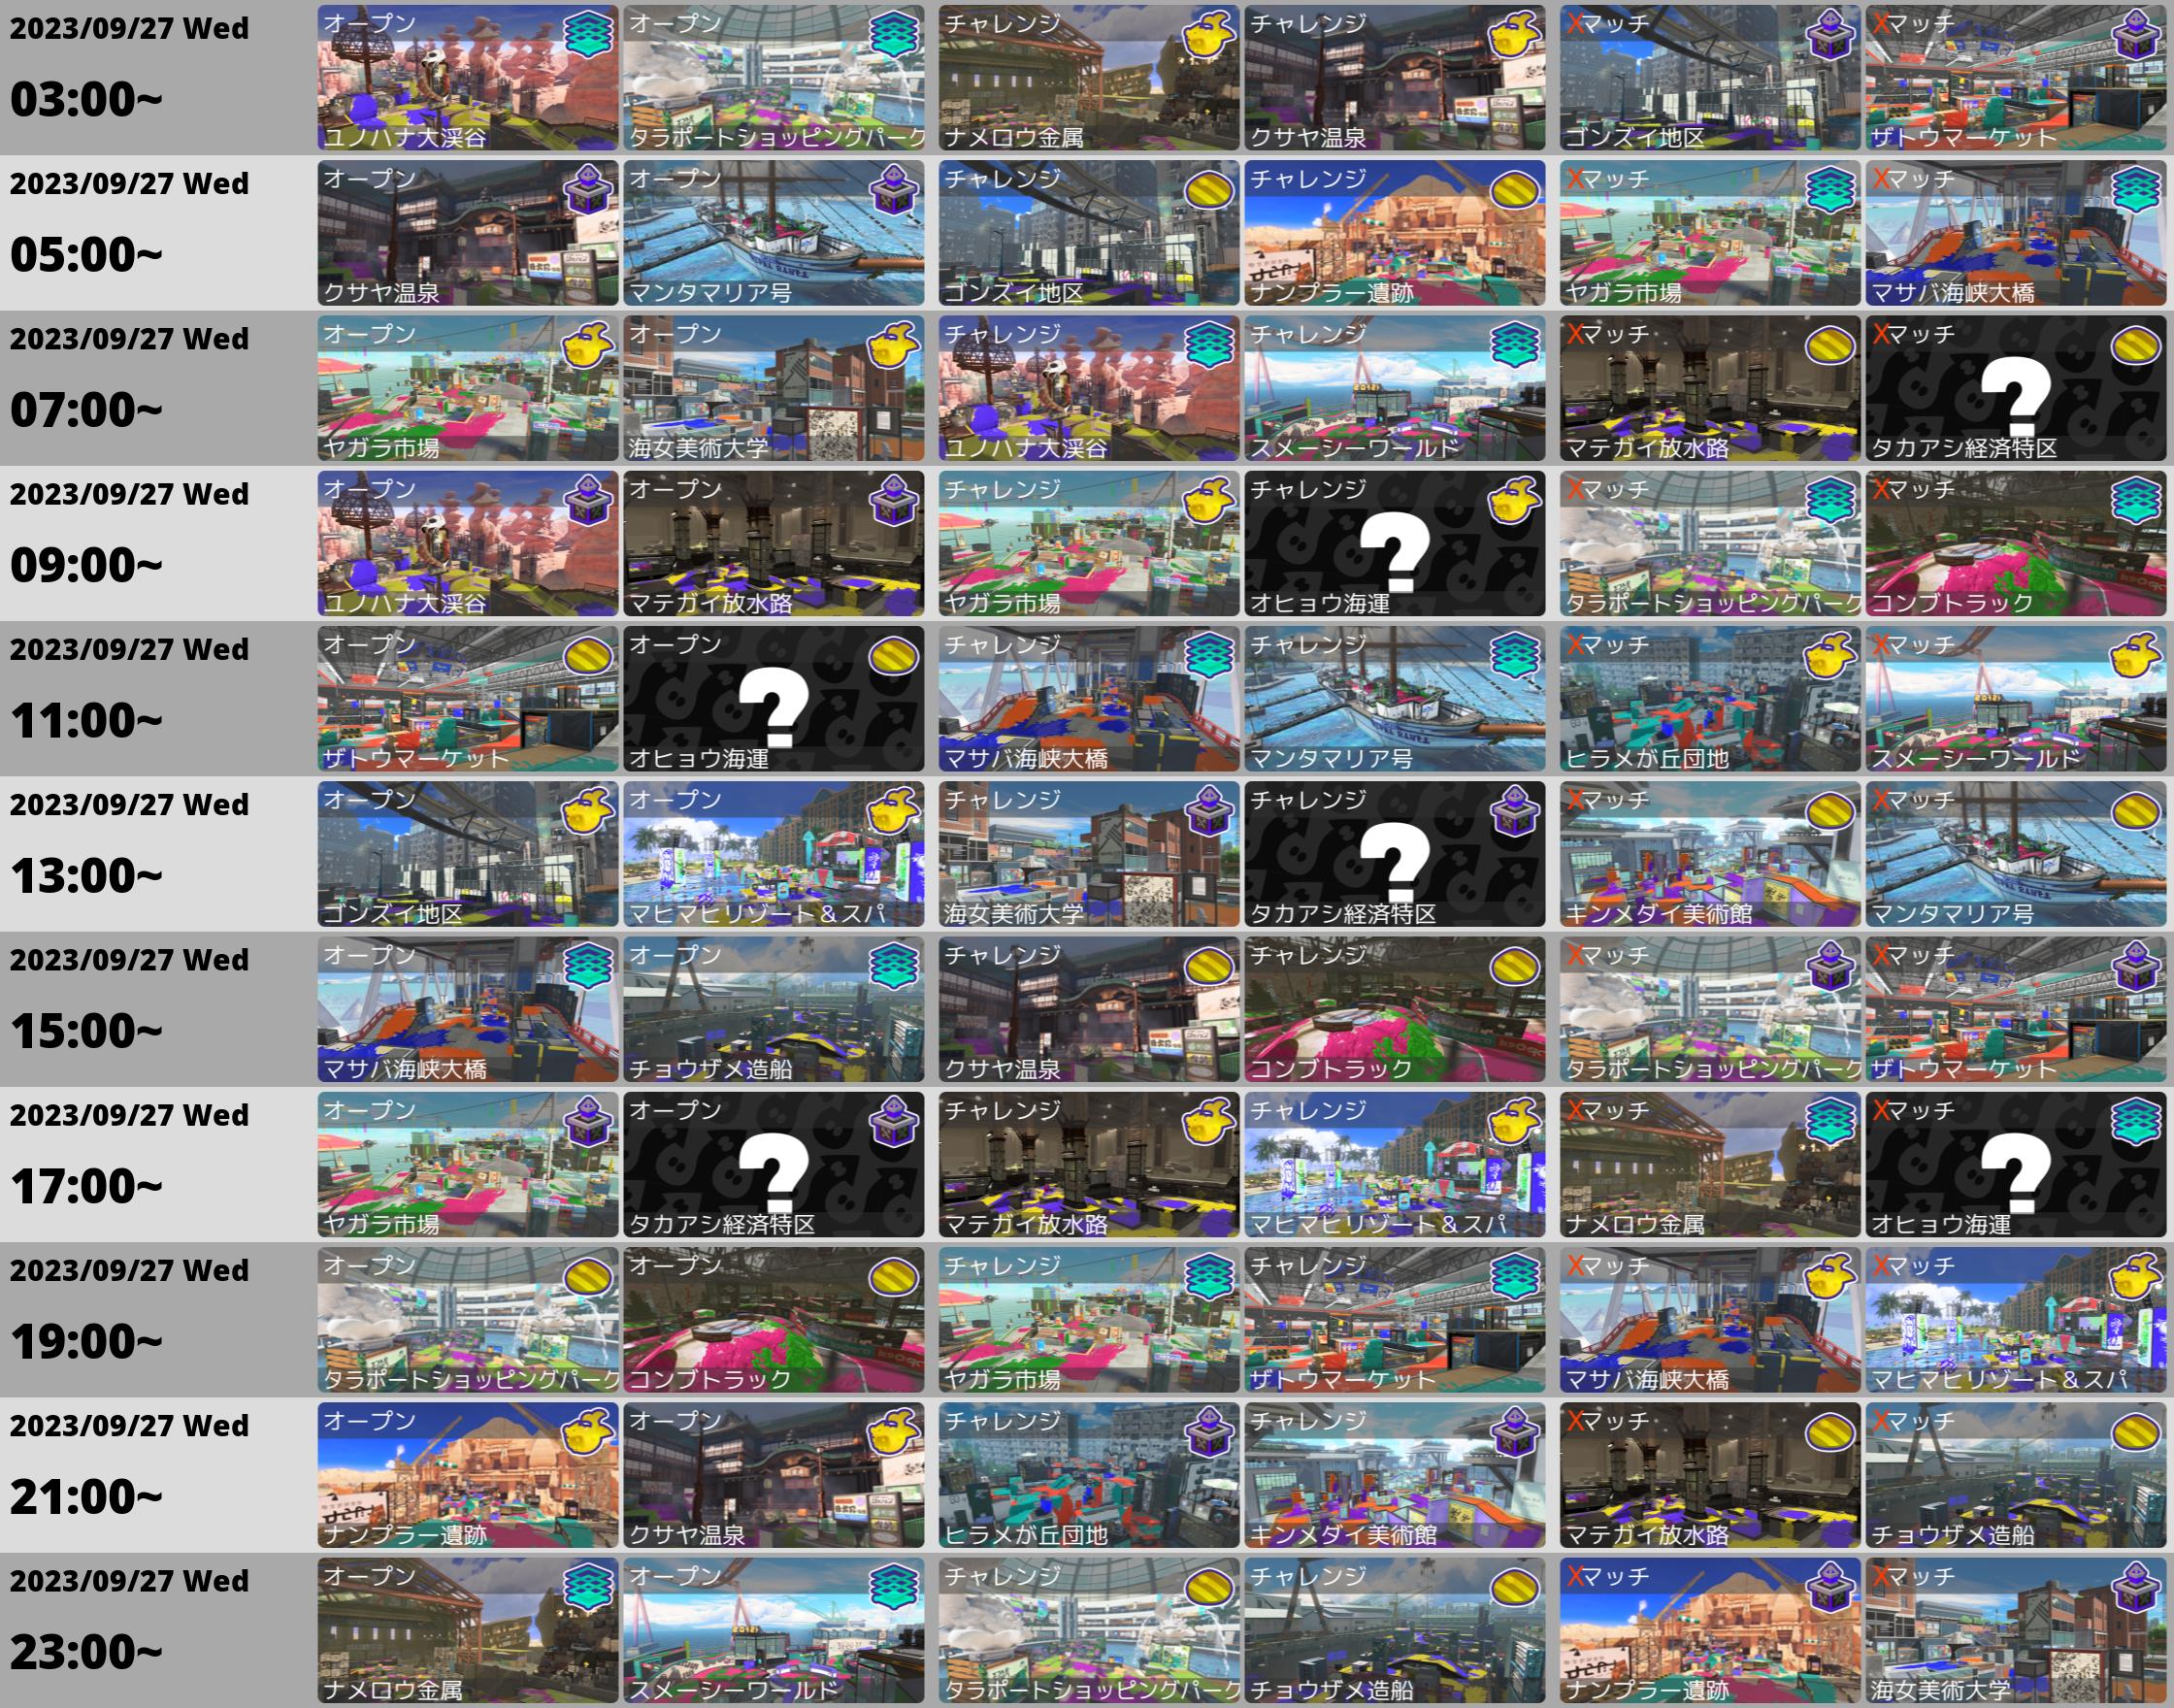 2023/09/27 Wed
03:00~
オープン オープン チャレンジ チャレンジ Xマッチ Xマッチ
ユノハナ大渓谷 タラポートショッピングパーク ナメロウ金属 クサヤ温泉 ゴンズイ地区 ザトウマーケット
2023/09/27 Wed
05:00~
オープン オープン チャレンジ チャレンジ Xマッチ Xマッチ
クサヤ温泉 マンタマリア号 ゴンズイ地区 ナンプラー遺跡 ヤガラ市場 マサバ海峡大橋
2023/09/27 Wed
07:00~
オープン オープン チャレンジ チャレンジ Xマッチ Xマッチ
ヤガラ市場 海女美術大学 ユノハナ大渓谷 スメーシーワールド マテガイ放水路 タカアシ経済特区
?
2023/09/27 Wed
09:00~
オープン オープン チャレンジ チャレンジ Xマッチ Xマッチ
ユノハナ大渓谷 マテガイ放水路 ヤガラ市場 オヒョウ海運 タラポートショッピングパーク コンブトラック
?
2023/09/27 Wed
11:00~
オープン オープン チャレンジ チャレンジ Xマッチ Xマッチ
ザトウマーケット オヒョウ海運 マサバ海峡大橋 マンタマリア号 ヒラメが丘団地 スメーシーワールド
?
2023/09/27 Wed
13:00~
オープン オープン チャレンジ チャレンジ Xマッチ Xマッチ
ゴンズイ地区 マヒマヒリゾート＆スパ 海女美術大学 タカアシ経済特区 キンメダイ美術館 マンタマリア号
?
2023/09/27 Wed
15:00~
オープン オープン チャレンジ チャレンジ Xマッチ Xマッチ
マサバ海峡大橋 チョウザメ造船 クサヤ温泉 コンブトラック タラポートショッピングパーク ザトウマーケット
2023/09/27 Wed
17:00~
オープン オープン チャレンジ チャレンジ Xマッチ Xマッチ
ヤガラ市場 タカアシ経済特区 マテガイ放水路 マヒマヒリゾート＆スパ ナメロウ金属 オヒョウ海運
? ?
2023/09/27 Wed
19:00~
オープン オープン チャレンジ チャレンジ Xマッチ Xマッチ
タラポートショッピングパーク コンブトラック ヤガラ市場 ザトウマーケット マサバ海峡大橋 マヒマヒリゾート＆スパ
2023/09/27 Wed
21:00~
オープン オープン チャレンジ チャレンジ Xマッチ Xマッチ
ナンプラー遺跡 クサヤ温泉 ヒラメが丘団地 キンメダイ美術館 マテガイ放水路 チョウザメ造船
2023/09/27 Wed
23:00~
オープン オープン チャレンジ チャレンジ Xマッチ Xマッチ
ナメロウ金属 スメーシーワールド タラポートショッピングパーク チョウザメ造船 ナンプラー遺跡 海女美術大学